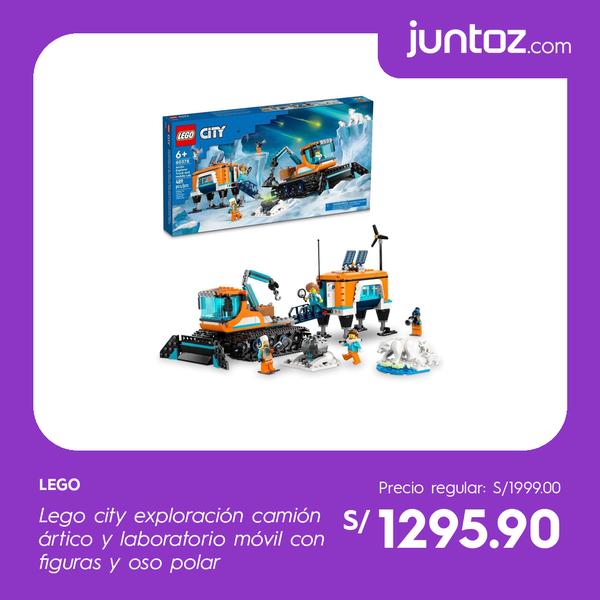 juntoz.com
LEGO CITY
6+
60378
LEGO
Precio regular: S/1999.00
Lego city exploración camión
ártico y laboratorio móvil con
figuras y oso polar
S/1295.90